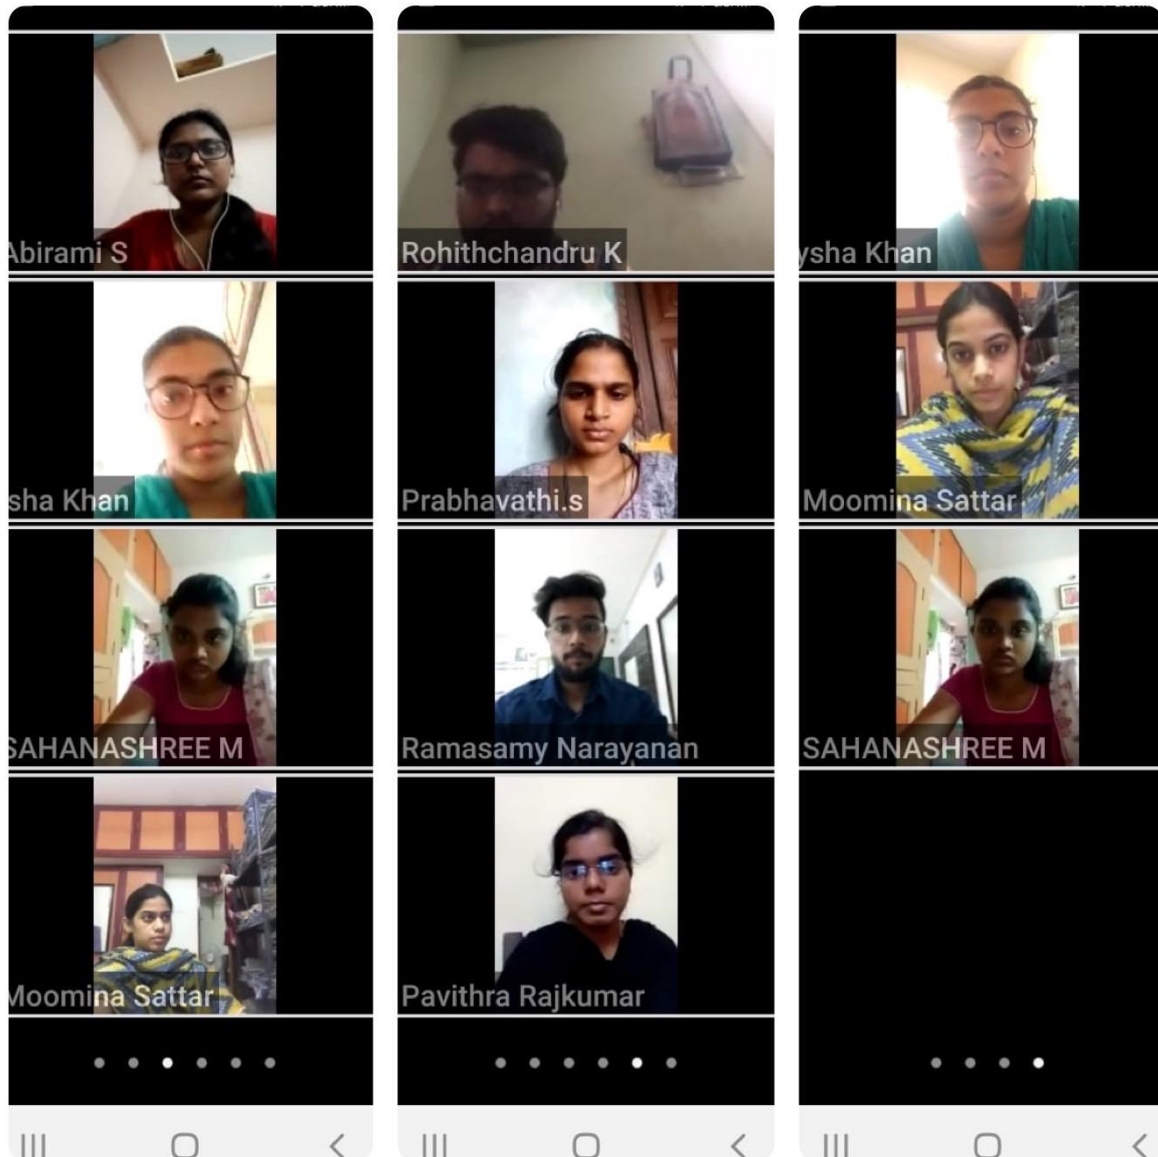 Abirami S
sha Khan
SAHANASHREE M
Moomina Sattar
Rohithchandru K
Prabhavathi.s
Ramasamy Narayanan
Pavithra Rajkumar
ysha Khan
Moomina Sattar
SAHANASHREE M